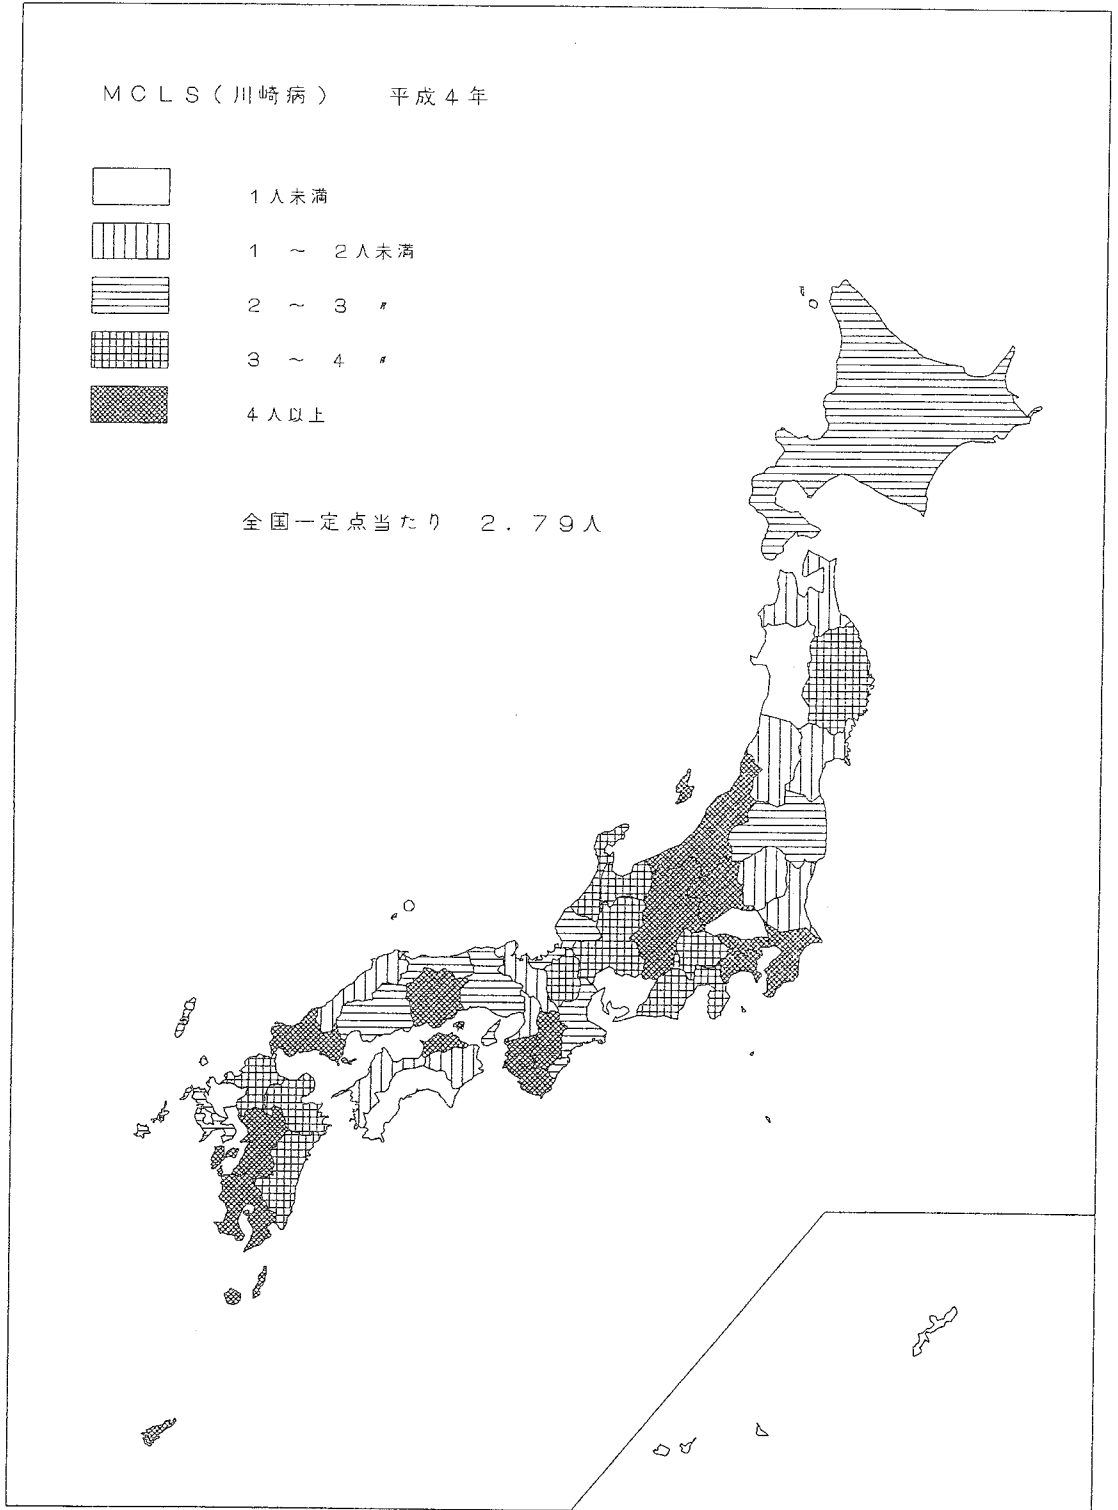 MCLS(川崎病) 平成4年
1人未満
1 ~ 2人未満
2 ~ 3 〃
3 ~ 4 〃
4人以上
全国一定点当たり 2.79人